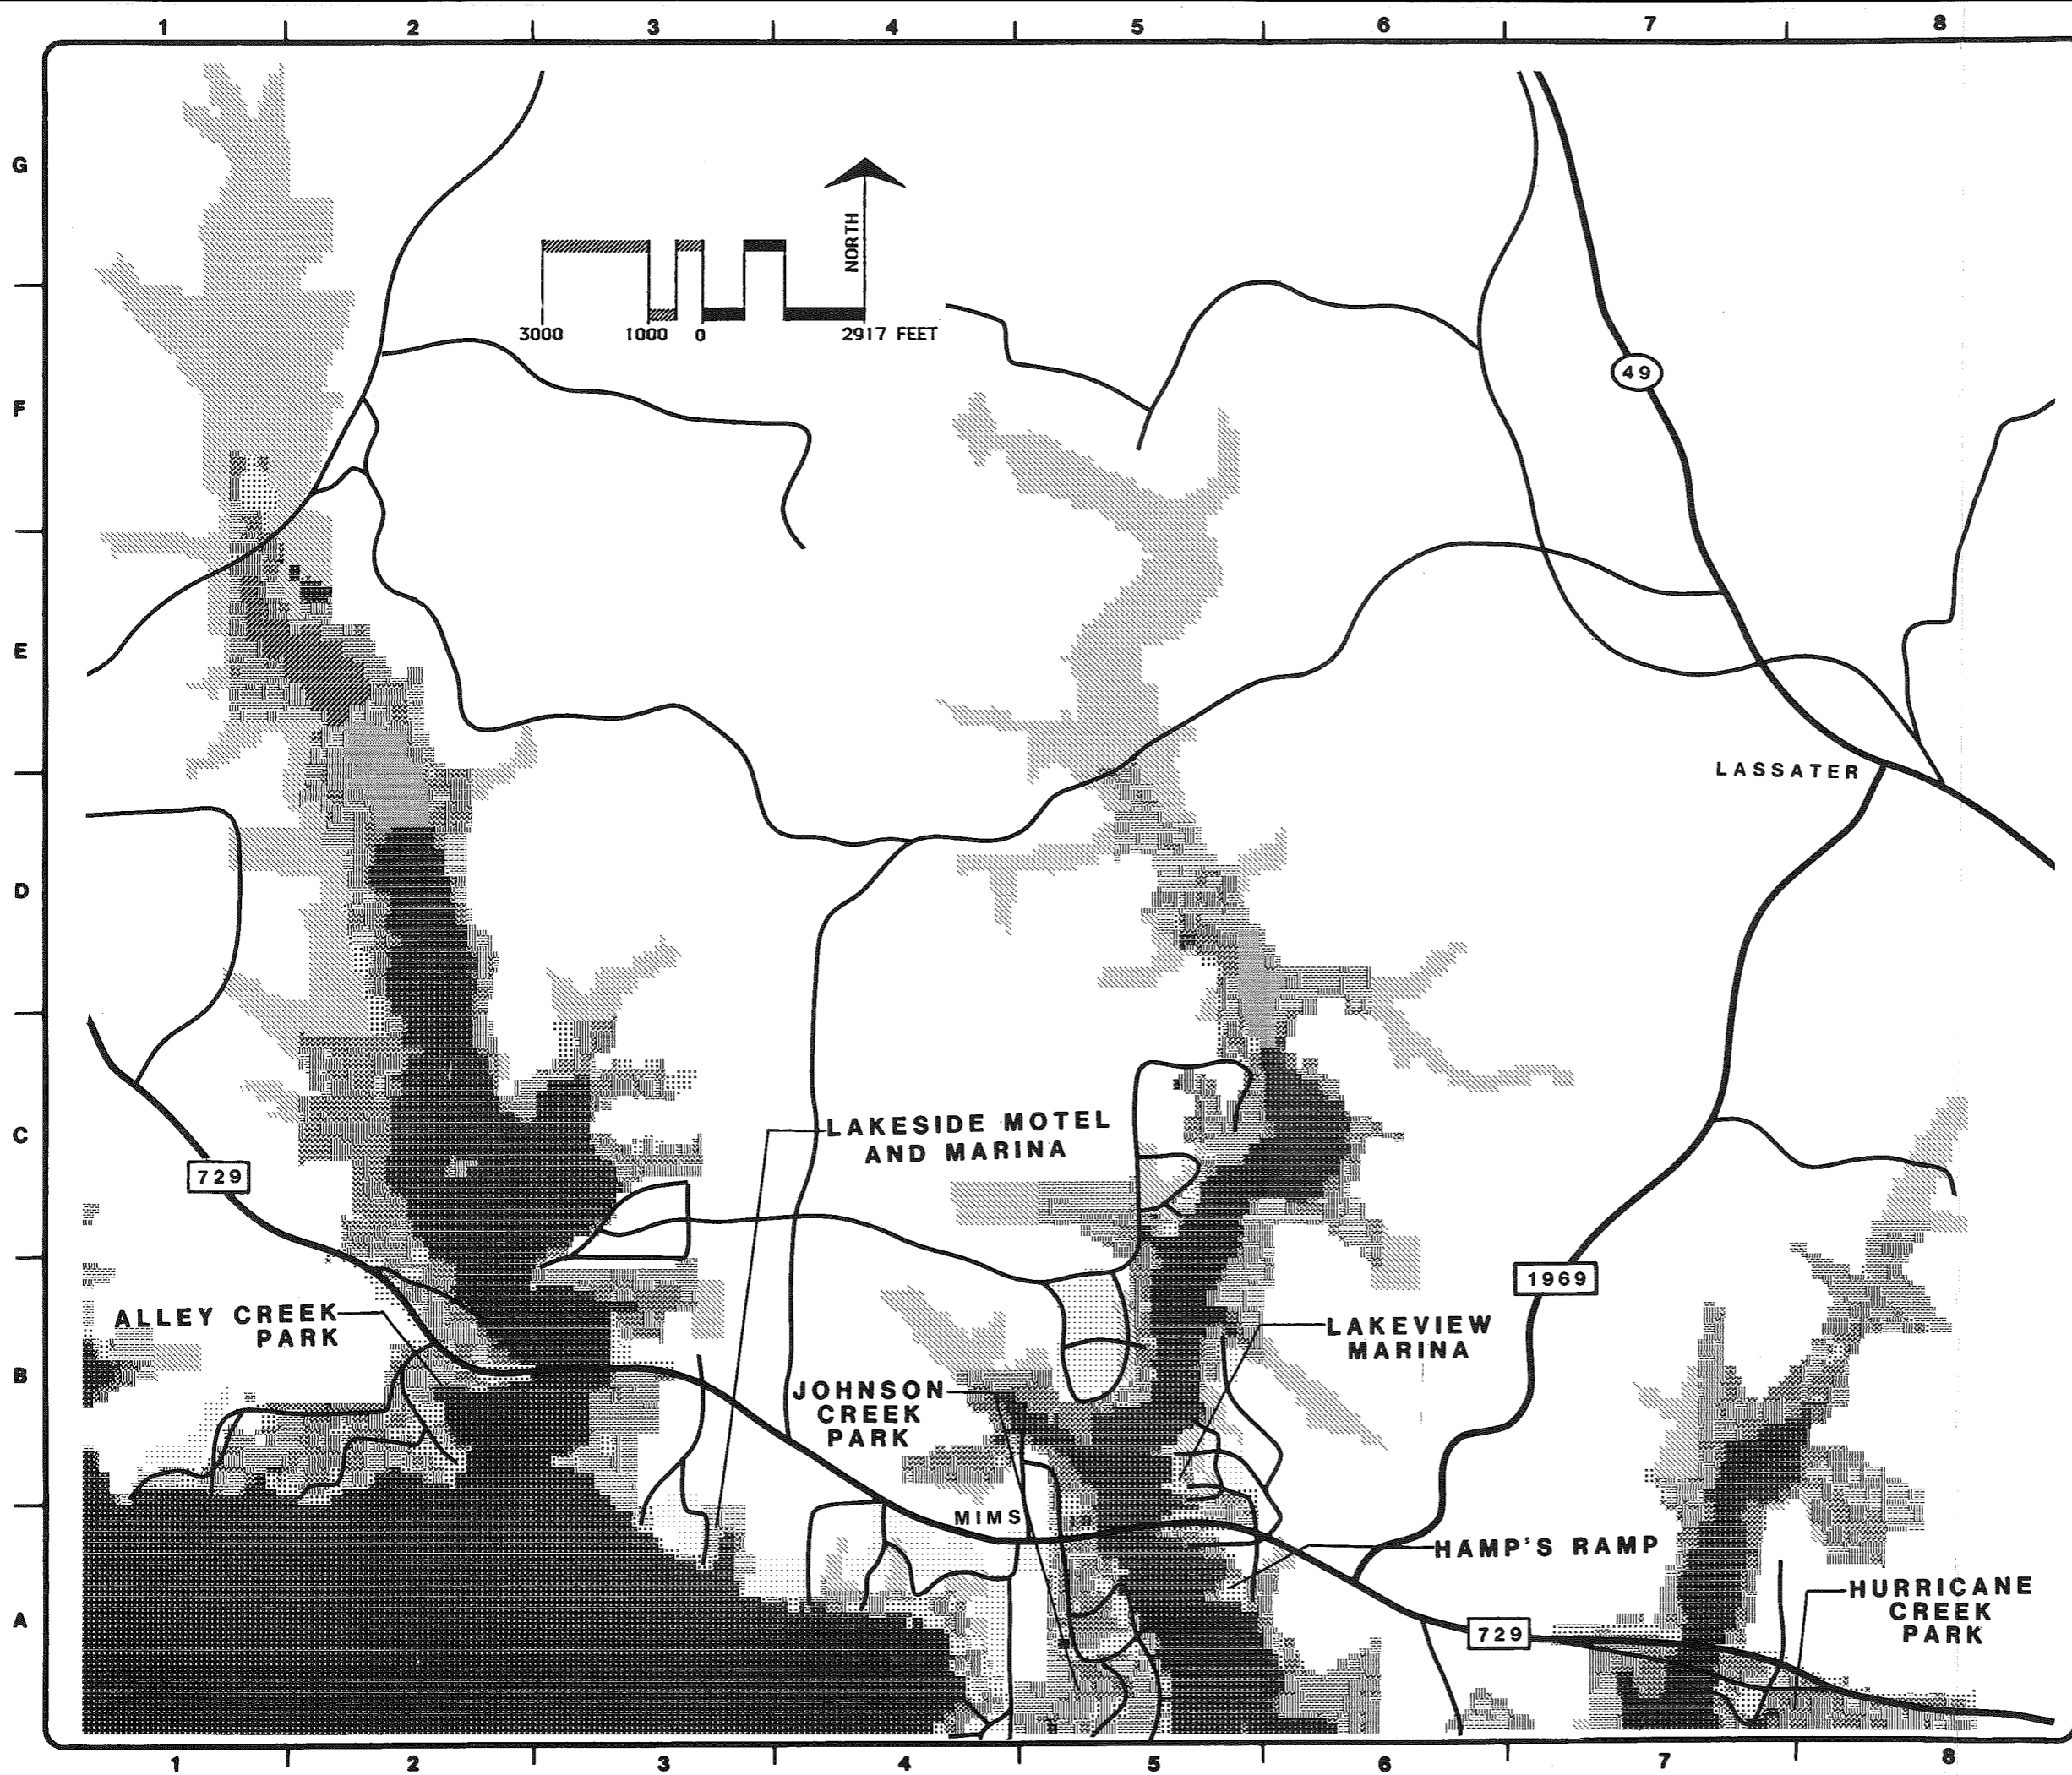 1 2 3 4 5 6 7 8
G
NORTH
3000 1000 0 2917 FEET
49
F
E
LASSATER
D
LAKESIDE MOTEL
AND MARINA
C
729
1969
ALLEY CREEK
PARK
LAKEVIEW
MARINA
B
JOHNSON
CREEK
PARK
MIMS
HAMP'S RAMP
HURRICANE
CREEK
PARK
A
729
1 2 3 4 5 6 7 8